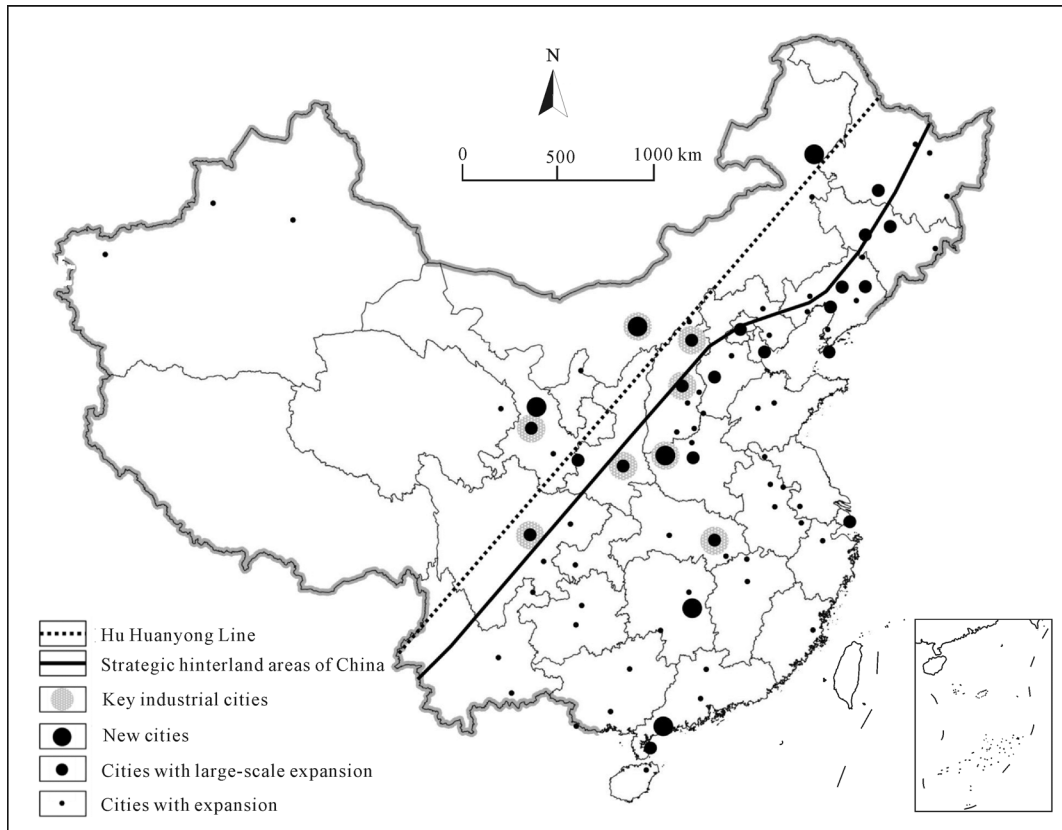 N
0 500 1000 km
Hu Huanyong Line
Strategic hinterland areas of China
Key industrial cities
New cities
Cities with large-scale expansion
Cities with expansion